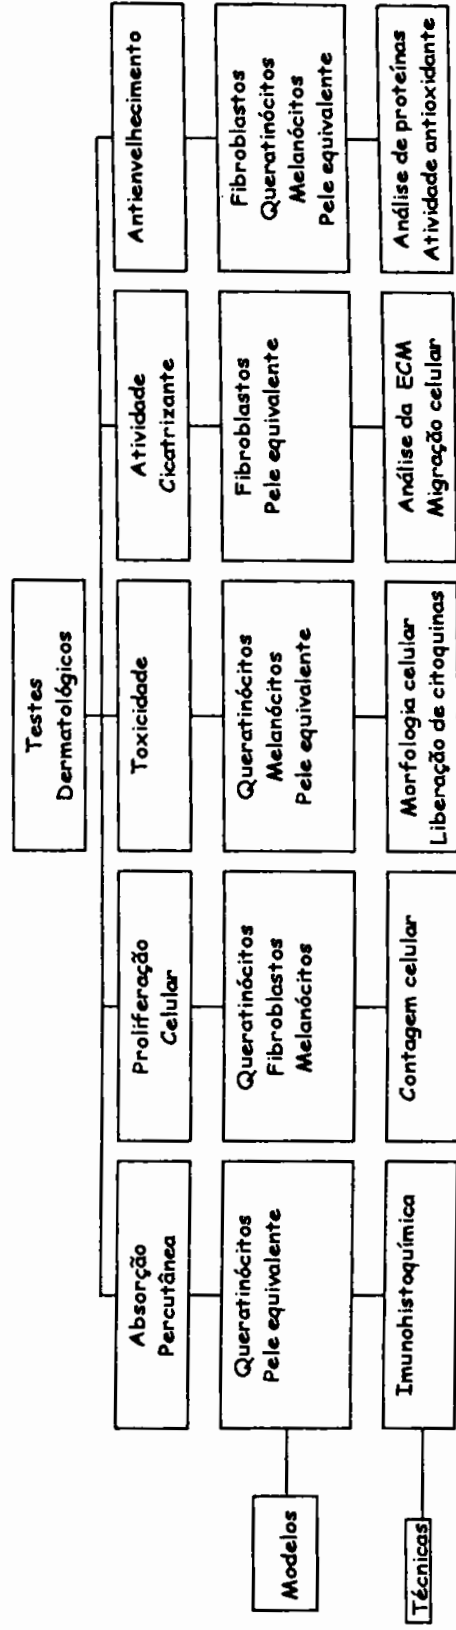 Testes
Dermatológicos
Absorção
Percutânea
Proliferação
Celular
Toxicidade
Atividade
Cicatrizante
Antienvelhecimento
Modelos
Queratinócitos
Pele equivalente
Queratinócitos
Fibroblastos
Melanócitos
Queratinócitos
Melanócitos
Pele equivalente
Fibroblastos
Pele equivalente
Fibroblastos
Queratinócitos
Melanócitos
Pele equivalente
Técnicas
Imunohistoquímica
Contagem celular
Morfologia celular
Liberação de citoquinas
Análise da ECM
Migração celular
Análise de proteínas
Atividade antioxidante